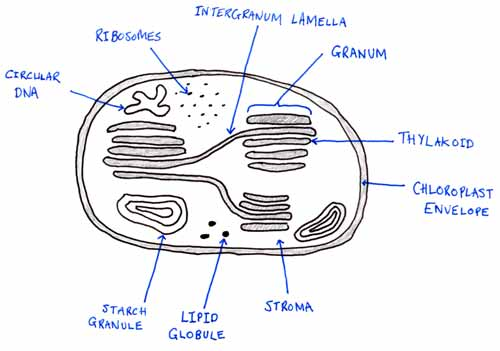 INTERGRANUM LAMELLA
RIBOSOMES
GRANUM
CIRCULAR
DNA
THYLAKOID
CHLOROPLAST
ENVELOPE
STARCH
GRANULE
LIPID
GLOBULE
STROMA